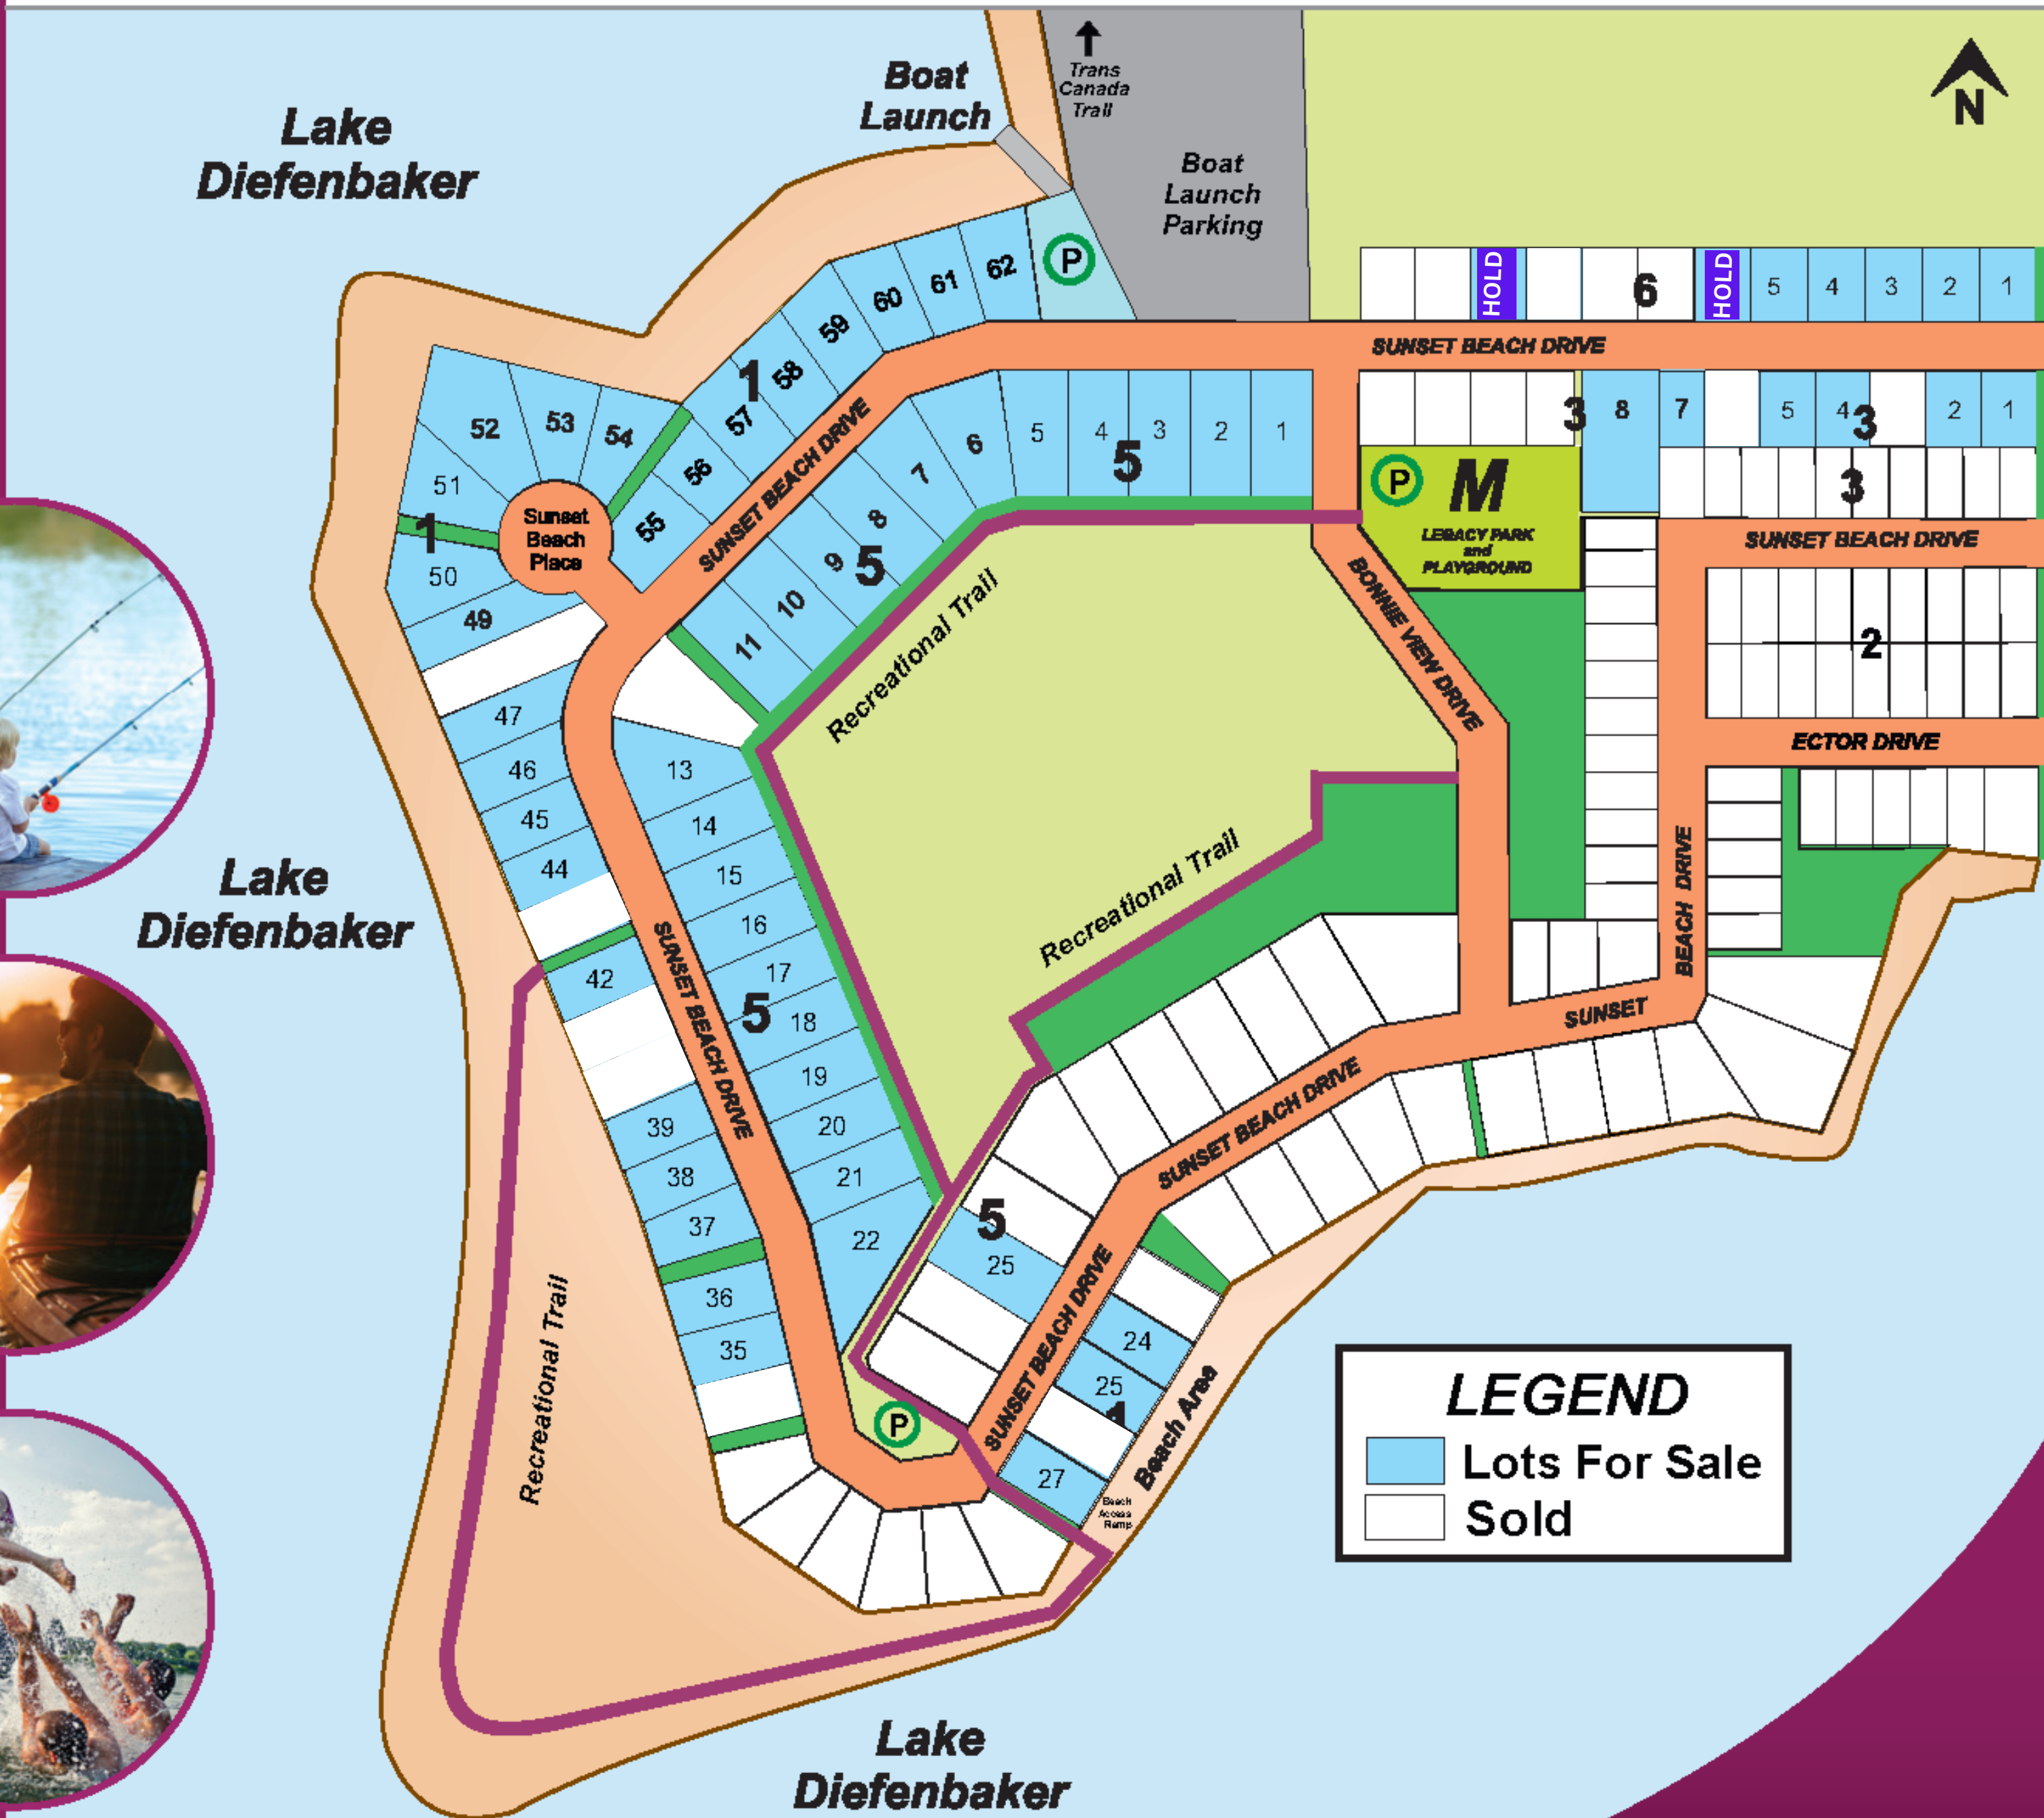 Lake
Diefenbaker
Boat
Launch
Trans
Canada
Trail
Boat
Launch
Parking
N
P
62
61
60
59
58
57
56
55
1
HOLD
6
HOLD
5
4
3
2
1
SUNSET BEACH DRIVE
52
53
54
51
1
50
49
Sunset
Beach
Place
SUNSET BEACH DRIVE
6
5
4
3
2
1
5
7
8
9
5
10
11
3
8
7
5
4
3
2
1
3
P
M
LEGACY PARK
and
PLAYGROUND
SUNSET BEACH DRIVE
2
ECTOR DRIVE
BONNIE VIEW DRIVE
Recreational Trail
47
46
45
44
42
39
38
37
36
35
13
14
15
16
17
5
18
19
20
21
22
SUNSET BEACH DRIVE
Lake
Diefenbaker
Recreational Trail
BEACH DRIVE
SUNSET
SUNSET BEACH DRIVE
5
25
SUNSET BEACH DRIVE
24
25
1
27
Beach Area
Beach
Access
Ramp
P
Recreational Trail
LEGEND
Lots For Sale
Sold
Lake
Diefenbaker